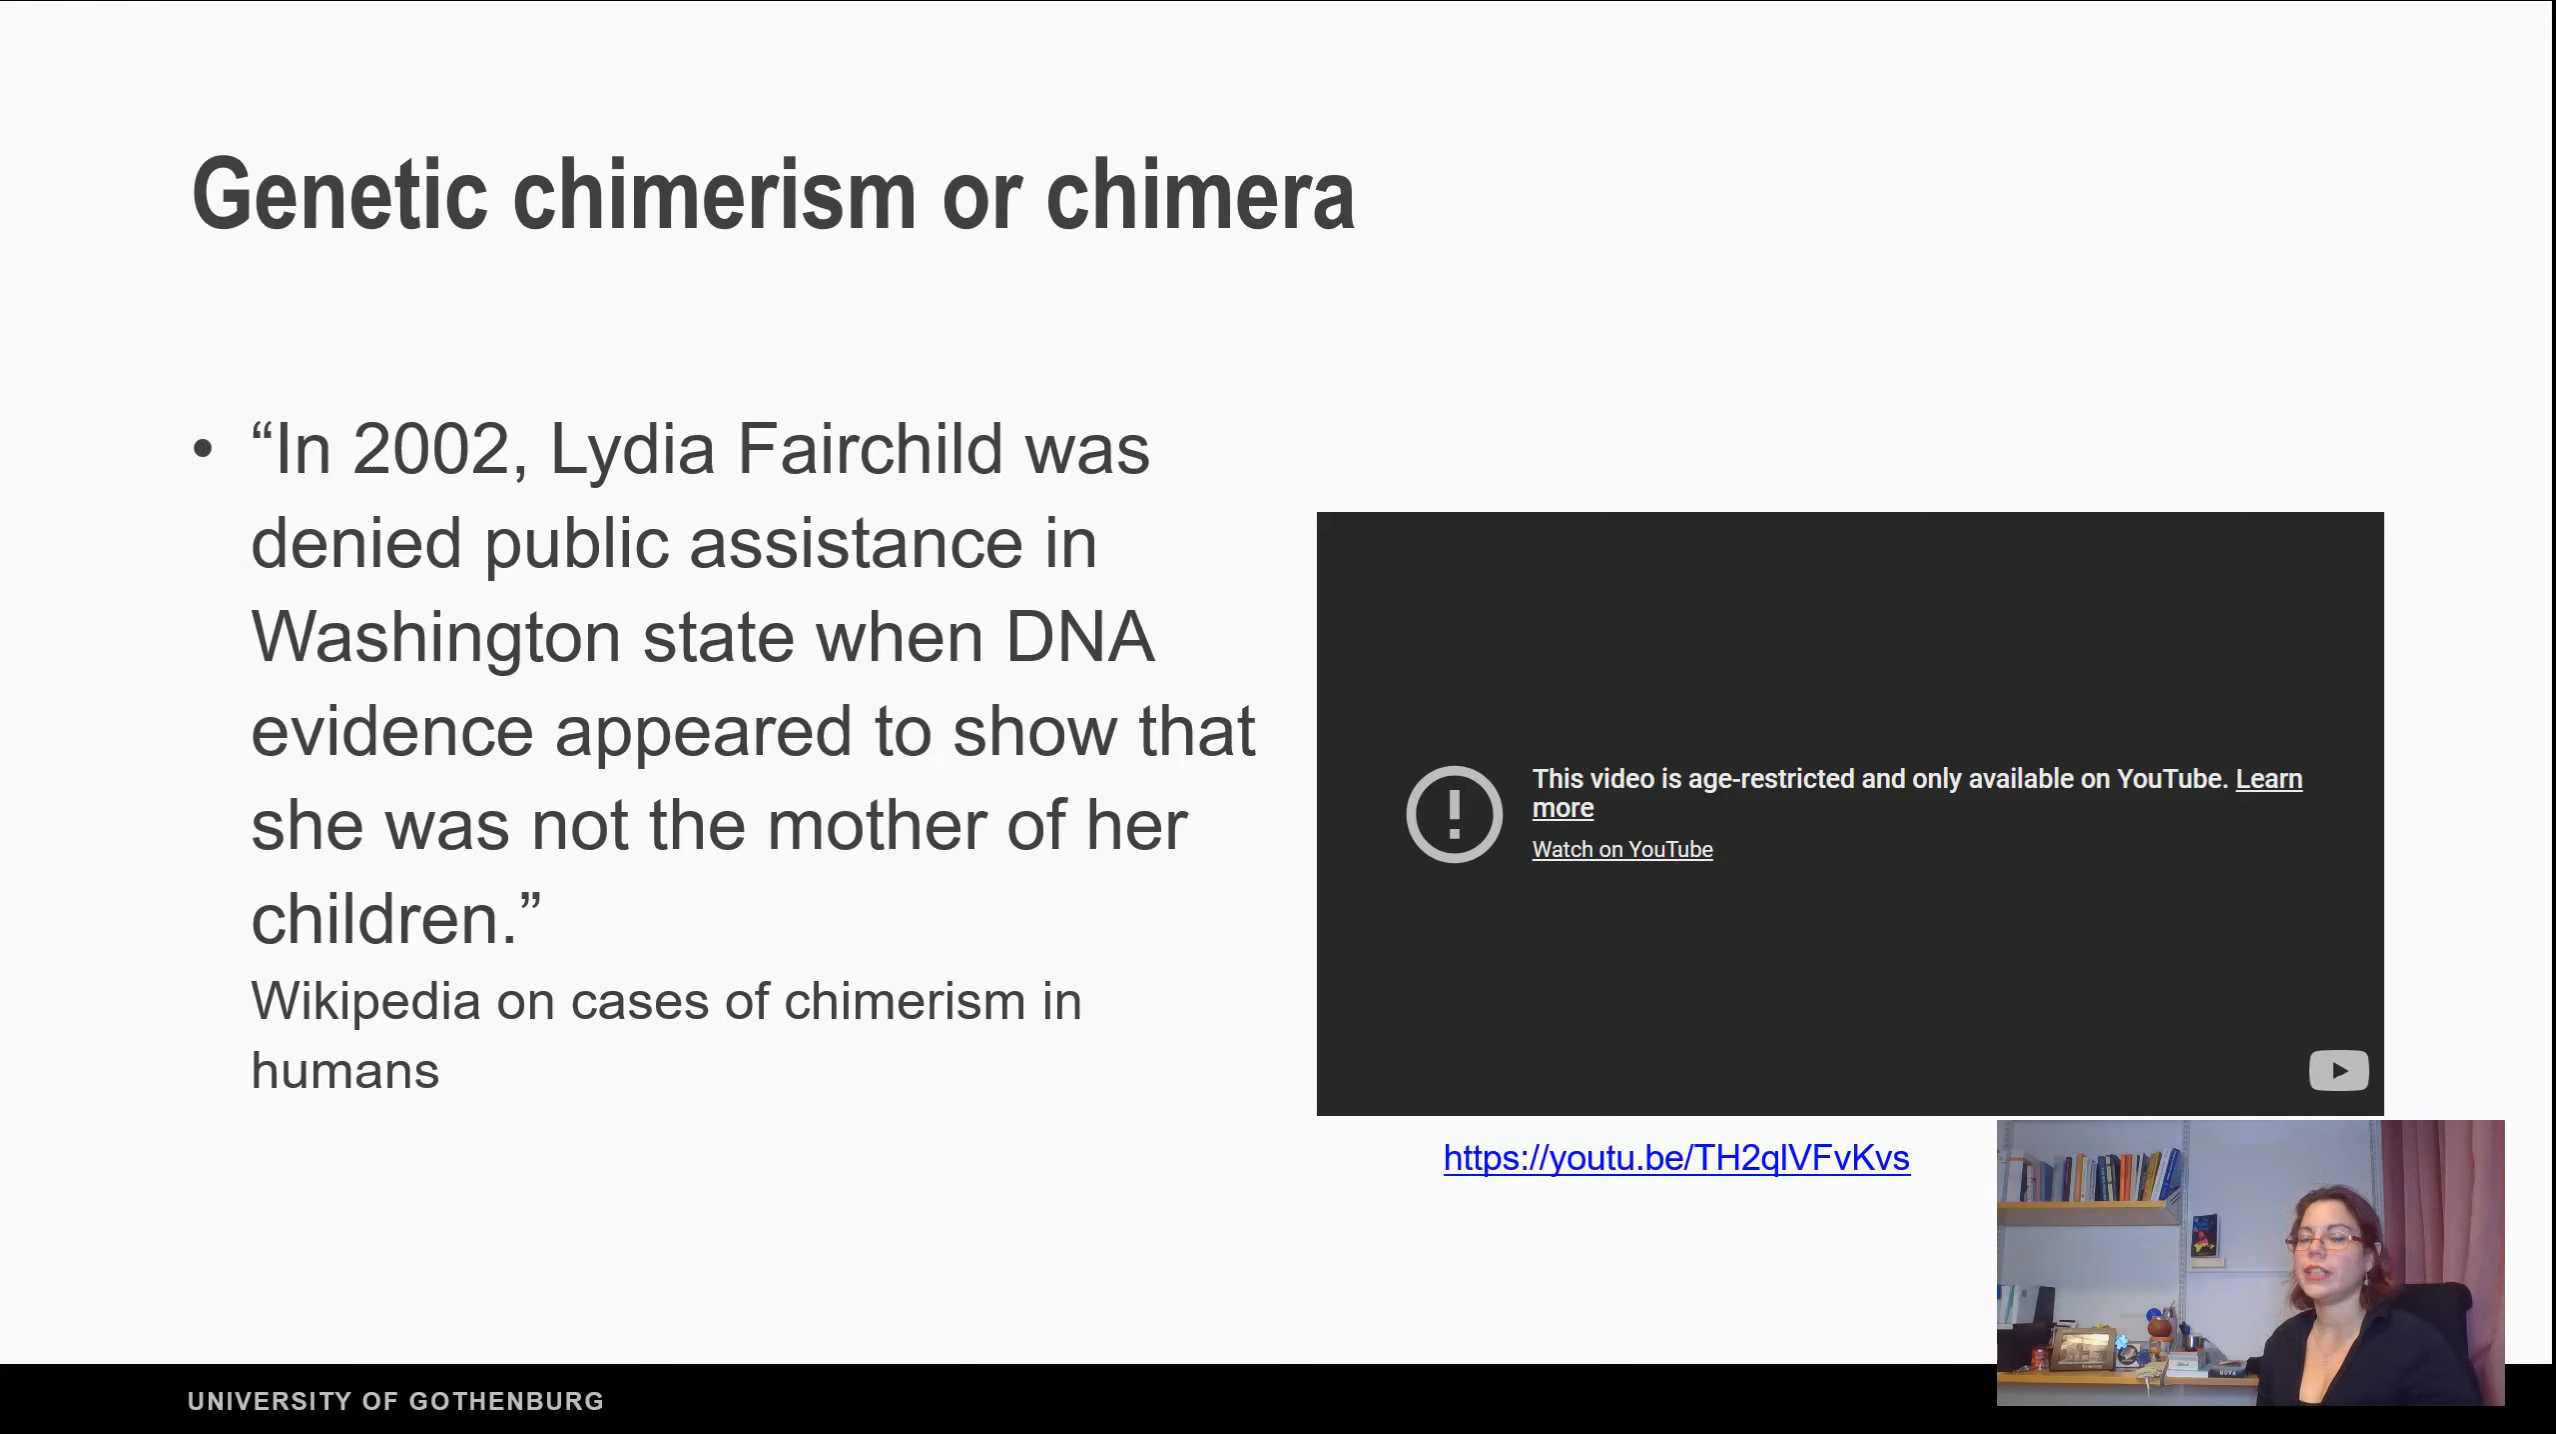 Genetic chimerism or chimera
• “In 2002, Lydia Fairchild was
denied public assistance in
Washington state when DNA
evidence appeared to show that
she was not the mother of her
children.”
Wikipedia on cases of chimerism in
humans
This video is age-restricted and only available on YouTube. Learn
more
Watch on YouTube
https://youtu.be/TH2qlVFvKvs
UNIVERSITY OF GOTHENBURG